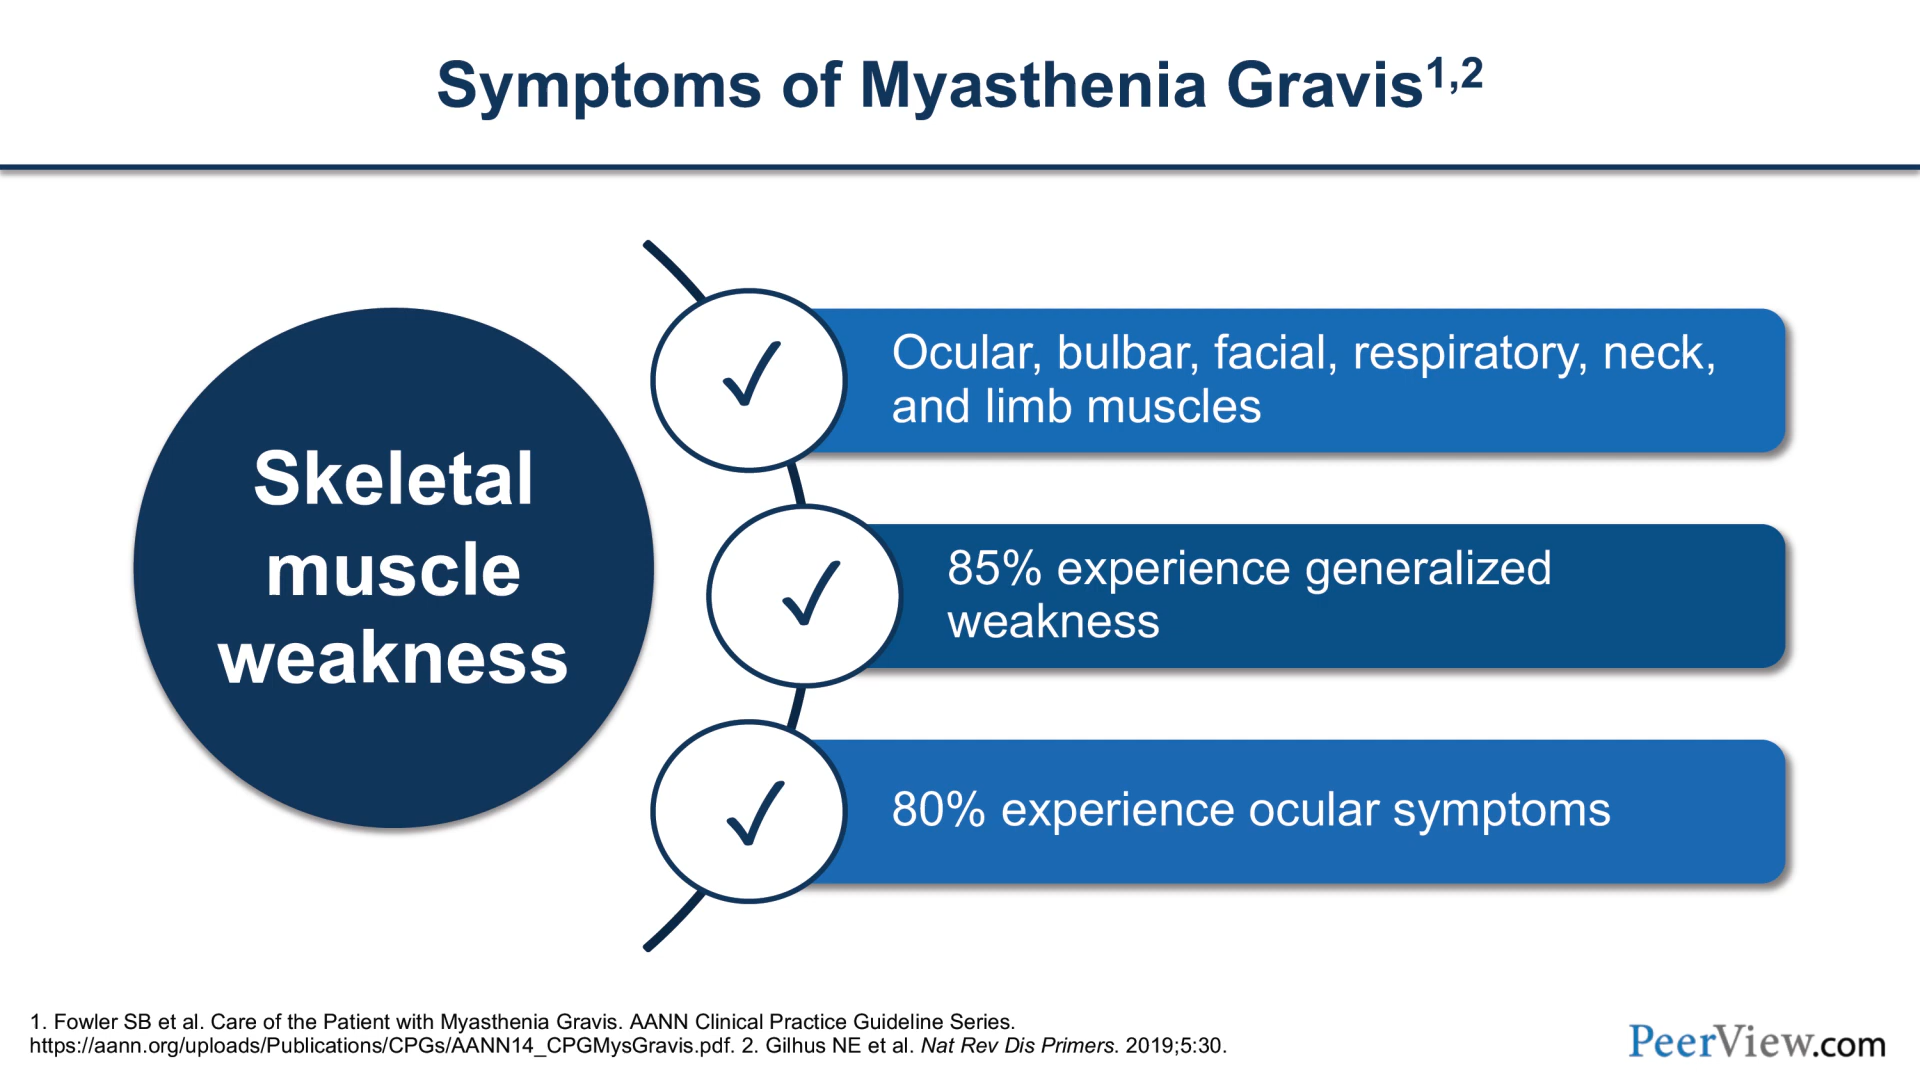 Symptoms of Myasthenia Gravis1,2
Skeletal
muscle
weakness
✓
Ocular, bulbar, facial, respiratory, neck,
and limb muscles
✓
85% experience generalized
weakness
✓
80% experience ocular symptoms
1. Fowler SB et al. Care of the Patient with Myasthenia Gravis. AANN Clinical Practice Guideline Series.
https://aann.org/uploads/Publications/CPGs/AANN14_CPGMysGravis.pdf. 2. Gilhus NE et al. Nat Rev Dis Primers. 2019;5:30.
PeerView.com